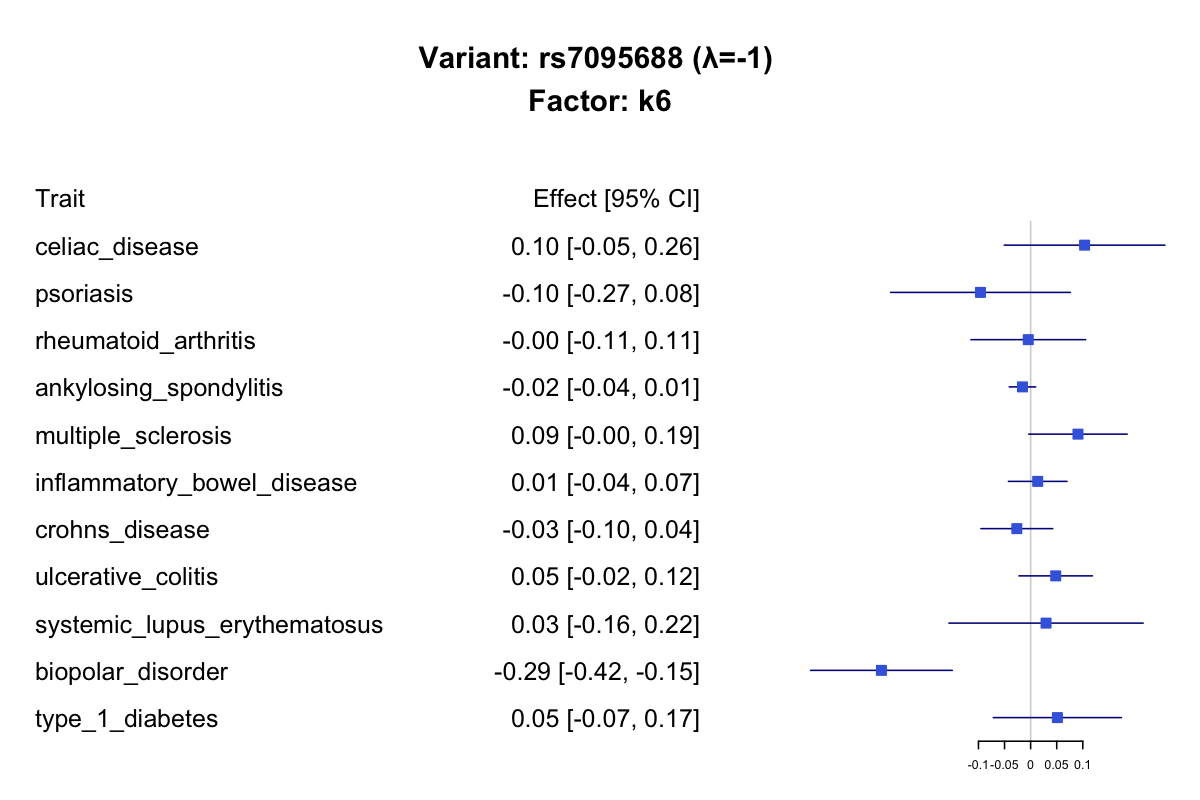 Variant: rs7095688 (λ=-1)
Factor: k6
Trait Effect [95% CI]
celiac_disease 0.10 [-0.05, 0.26]
psoriasis -0.10 [-0.27, 0.08]
rheumatoid_arthritis -0.00 [-0.11, 0.11]
ankylosing_spondylitis -0.02 [-0.04, 0.01]
multiple_sclerosis 0.09 [-0.00, 0.19]
inflammatory_bowel_disease 0.01 [-0.04, 0.07]
crohns_disease -0.03 [-0.10, 0.04]
ulcerative_colitis 0.05 [-0.02, 0.12]
systemic_lupus_erythematosus 0.03 [-0.16, 0.22]
biopolar_disorder -0.29 [-0.42, -0.15]
type_1_diabetes 0.05 [-0.07, 0.17]
-0.1 -0.05 0 0.05 0.1